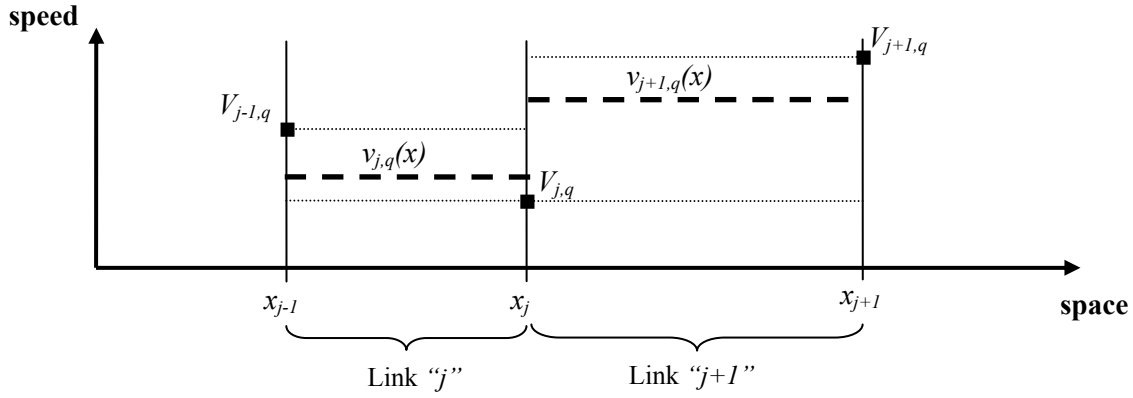 speed
V_{j+1,q}
v_{j+1,q}(x)
V_{j-1,q}
v_{j,q}(x)
V_{j,q}
x_{j-1}
x_j
x_{j+1}
space
Link “j”
Link “j+1”